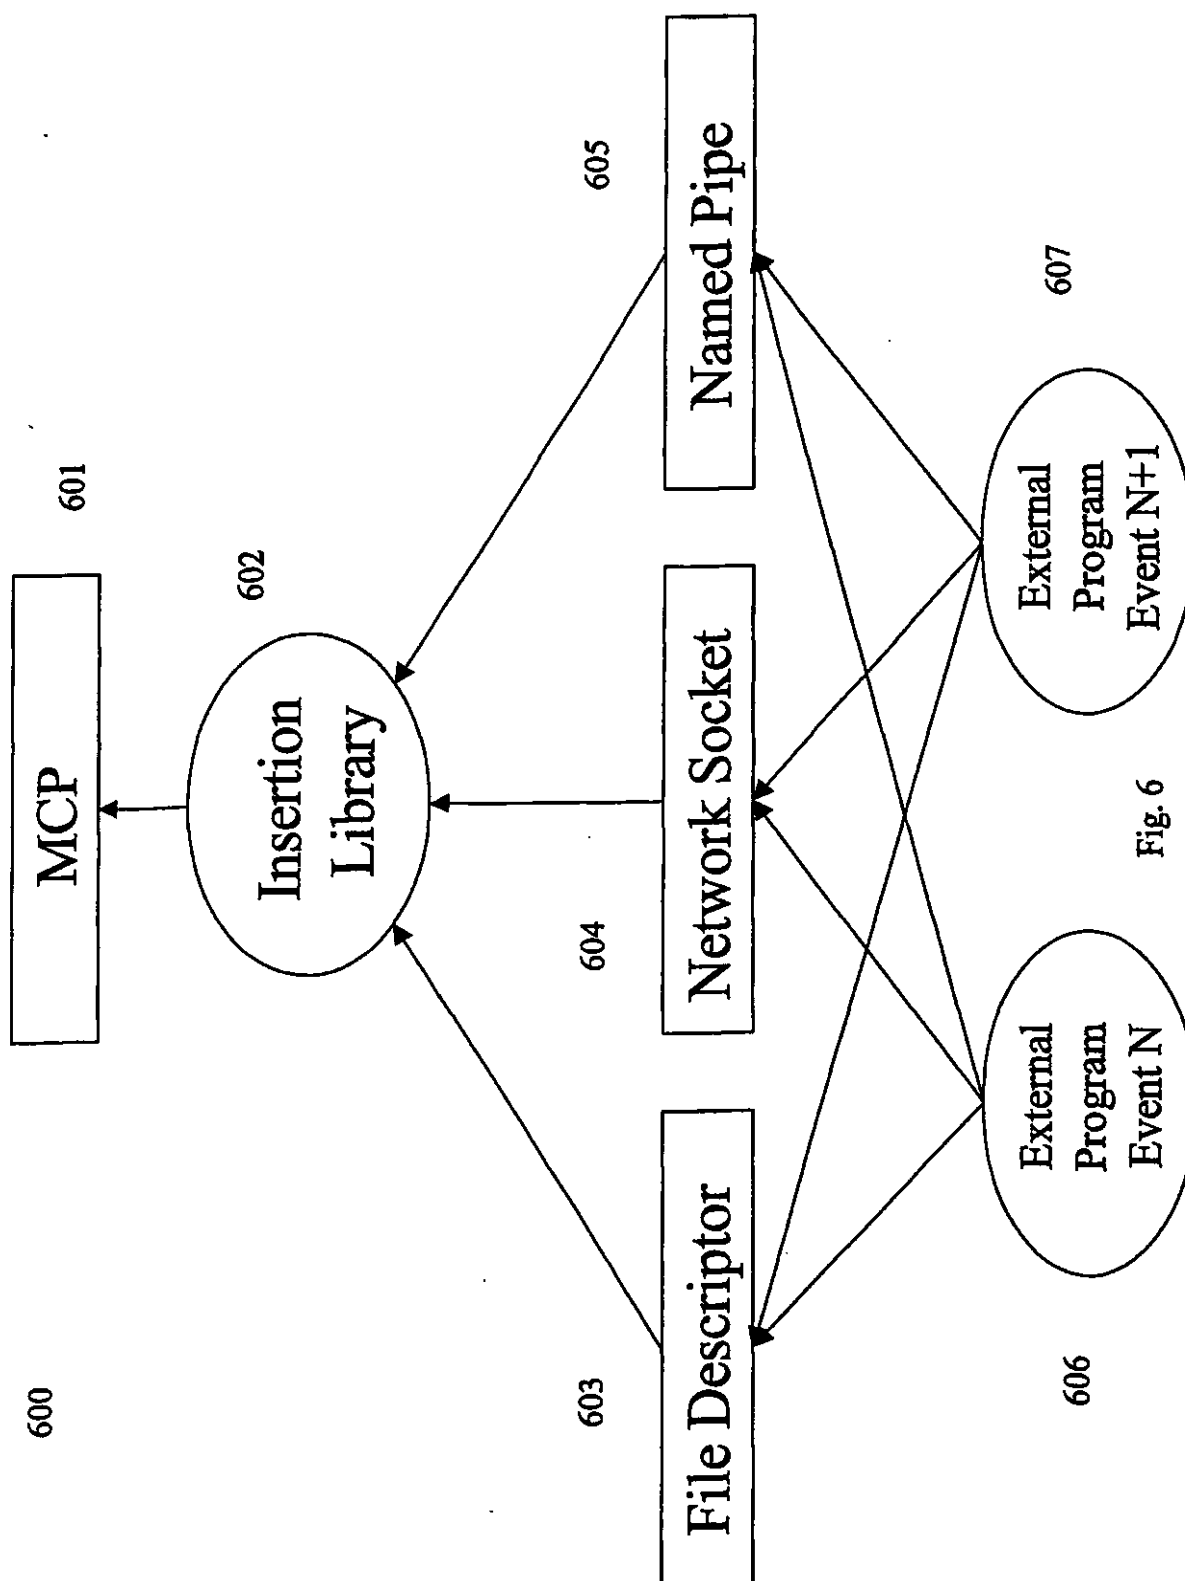 600
MCP
601
Insertion
Library
602
603
File Descriptor
604
Network Socket
605
Named Pipe
606
External
Program
Event N
External
Program
Event N+1
607
Fig. 6